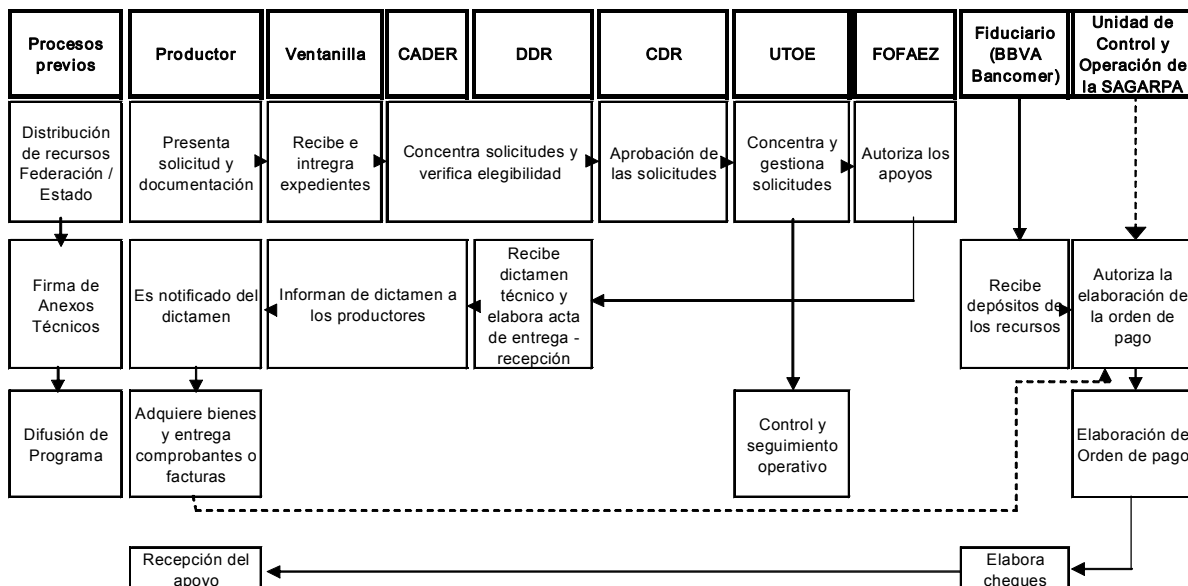 Procesos
previos
Productor
Ventanilla
CADER
DDR
CDR
UTOE
FOFAEZ
Fiduciario
(BBVA
Bancomer)
Unidad de
Control y
Operación de
la SAGARPA
Distribución
de recursos
Federación /
Estado
Presenta
solicitud y
documentación
Recibe e
intregra
expedientes
Concentra solicitudes y
verifica elegibilidad
Aprobación de
las solicitudes
Concentra y
gestiona
solicitudes
Autoriza los
apoyos
Firma de
Anexos
Técnicos
Es notificado del
dictamen
Informan de dictamen a
los productores
Recibe
dictamen
técnico y
elabora acta
de entrega -
recepción
Recibe
depósitos de
los recursos
Autoriza la
elaboración de
la orden de
pago
Difusión de
Programa
Adquiere bienes
y entrega
comprobantes o
facturas
Control y
seguimiento
operativo
Elaboración de
Orden de pago
Recepción del
apoyo
Elabora
cheques